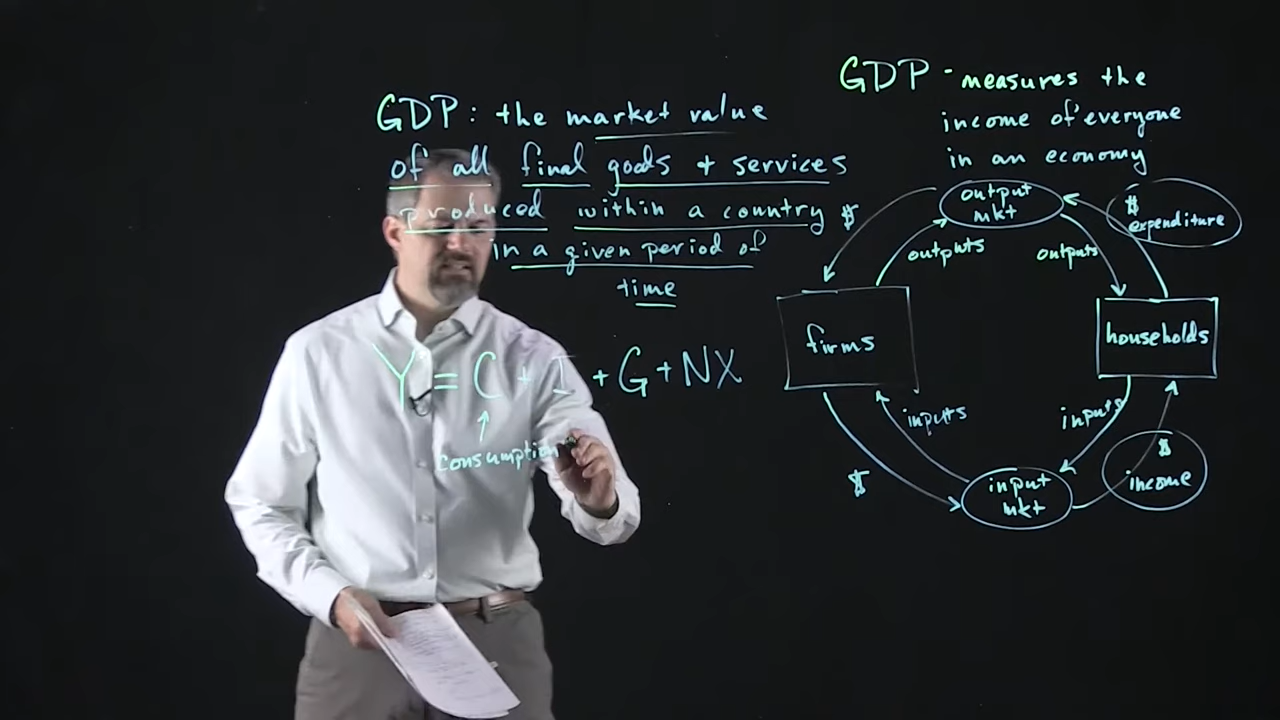 GDP: the market value
of all final goods + services
produced within a country
in a given period of
time
Y = C + I + G + NX
consumption
GDP - measures the
income of everyone
in an economy
output
mkt
$
expenditure
$
outputs
outputs
firms
households
inputs
inputs
$
input
mkt
$
income